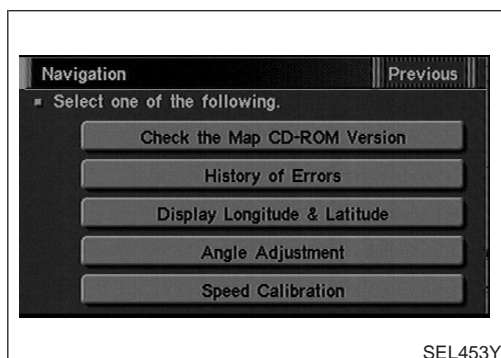 Navigation Previous
Select one of the following.
Check the Map CD-ROM Version
History of Errors
Display Longitude & Latitude
Angle Adjustment
Speed Calibration
SEL453Y